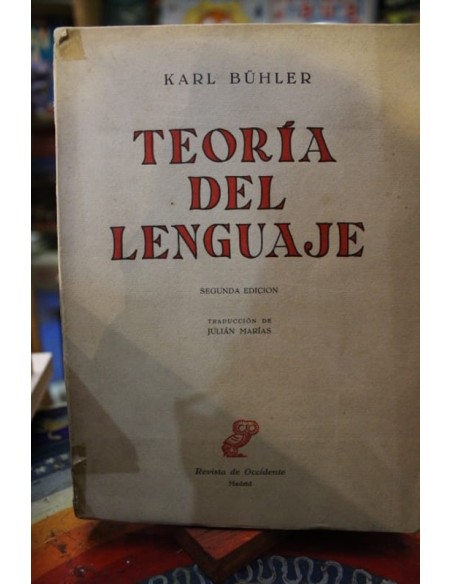 KARL BÜHLER
TEORÍA
DEL
LENGUAJE
SEGUNDA EDICION
TRADUCCIÓN DE
JULIÁN MARÍAS
Revista de Occidente
Madrid